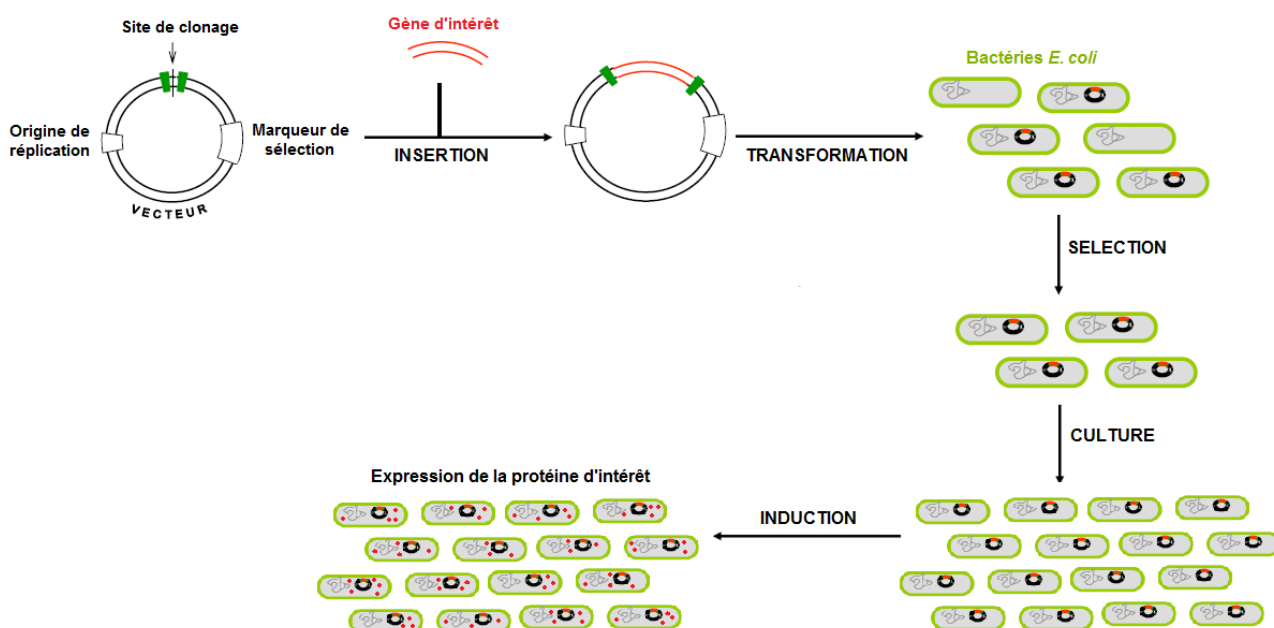 Site de clonage
Gène d'intérêt
Bactéries E. coli
Origine de
réplication
Marqueur de
sélection
INSERTION
TRANSFORMATION
VECTEUR
SELECTION
CULTURE
Expression de la protéine d'intérêt
INDUCTION